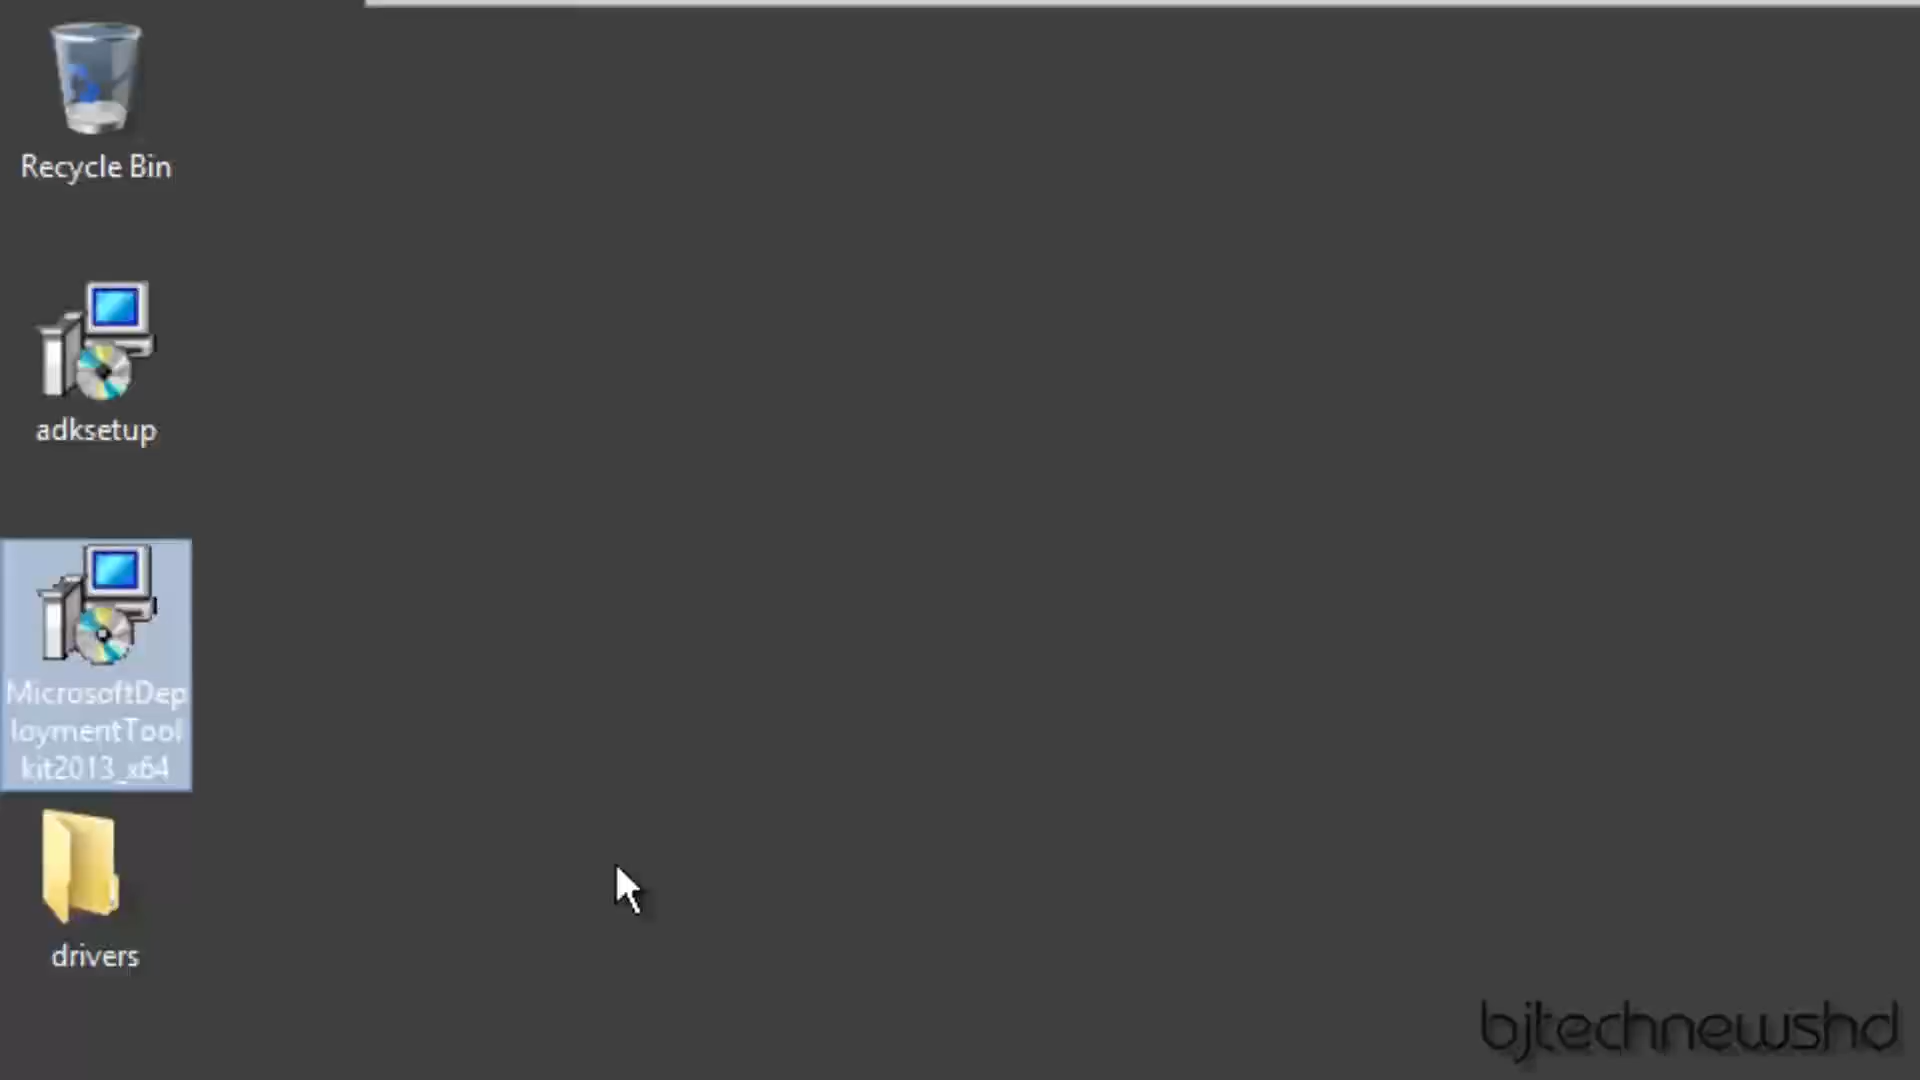 Recycle Bin
adksetup
MicrosoftDep
loymentTool
kit2013_x64
drivers
bjtechnewshd